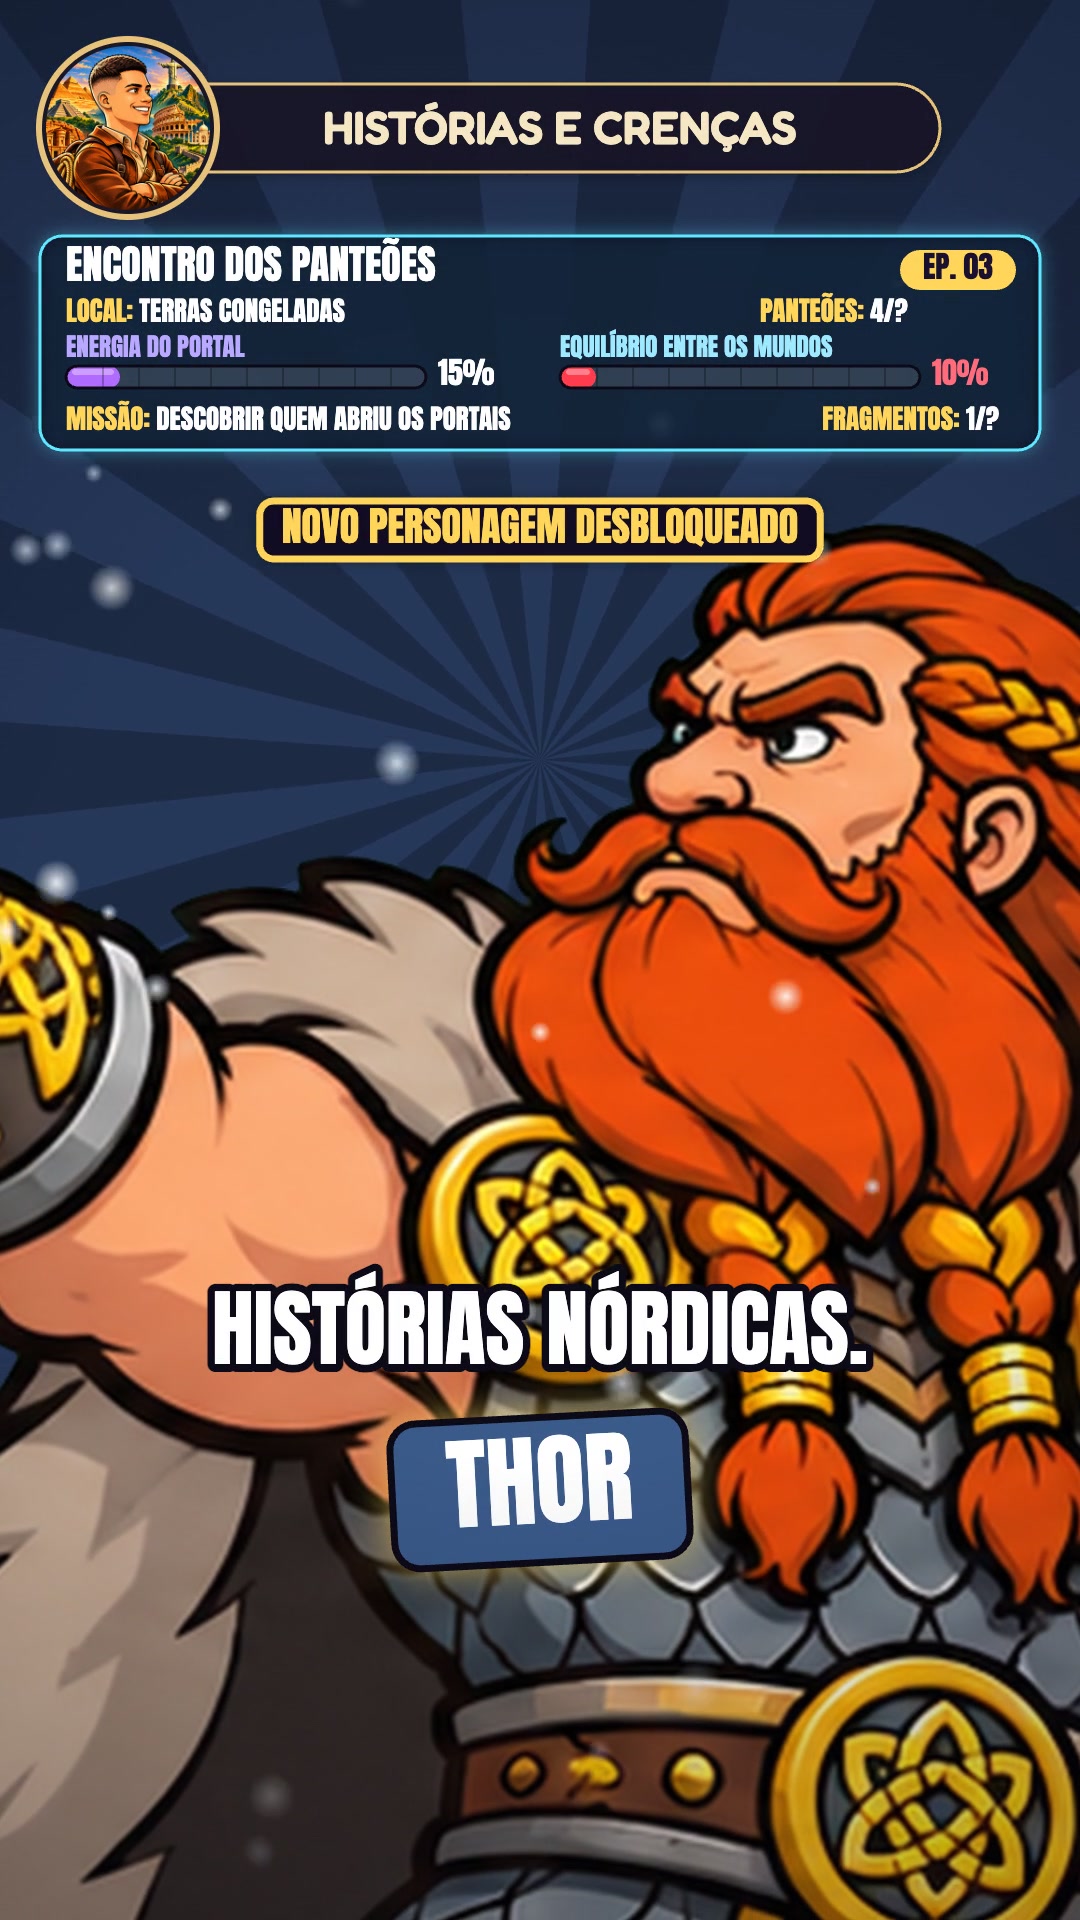 HISTÓRIAS E CRENÇAS
ENCONTRO DOS PANTEÕES
EP. 03
LOCAL: TERRAS CONGELADAS
PANTEÕES: 4/?
ENERGIA DO PORTAL
15%
EQUILÍBRIO ENTRE OS MUNDOS
10%
MISSÃO: DESCOBRIR QUEM ABRIU OS PORTAIS
FRAGMENTOS: 1/?
NOVO PERSONAGEM DESBLOQUEADO
HISTÓRIAS NÓRDICAS.
THOR